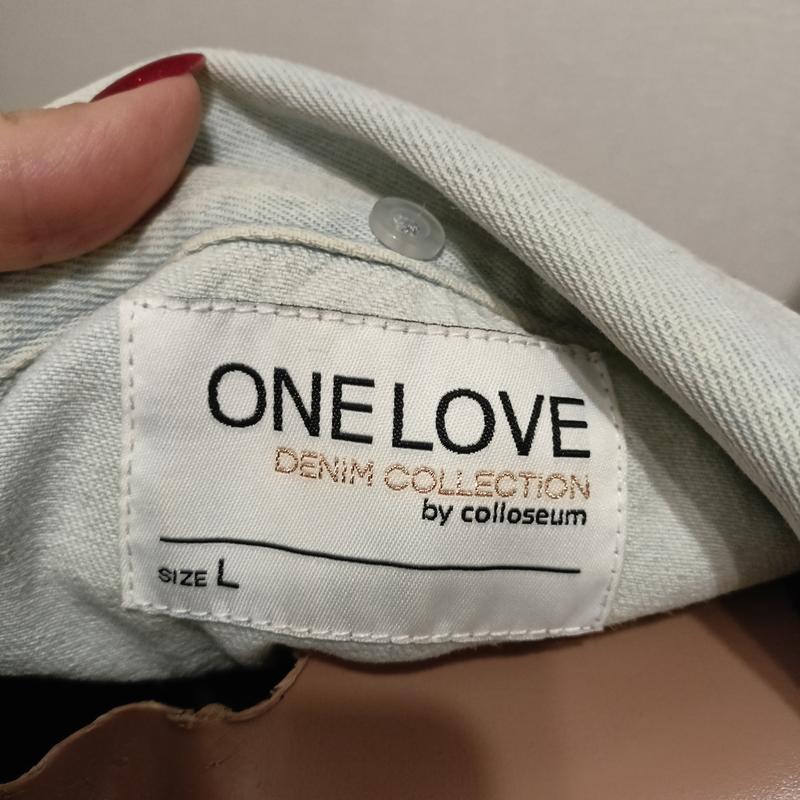 ONE LOVE
DENIM COLLECTION
by colloseum
SIZE L